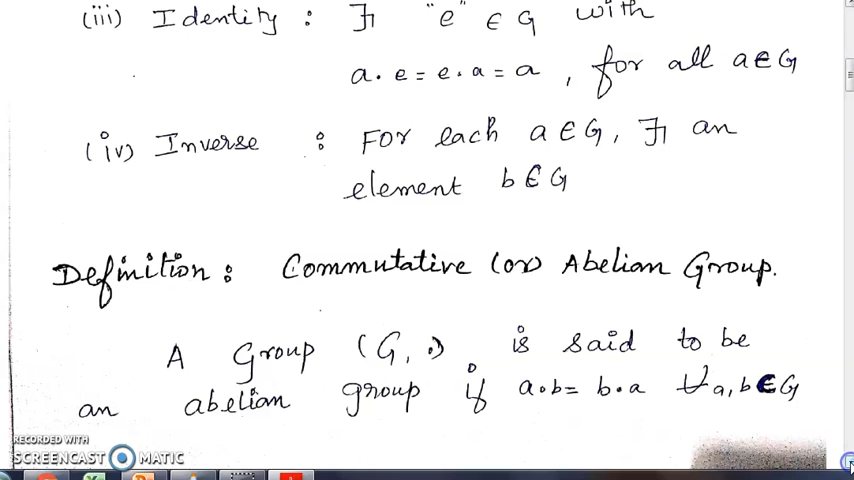 (iii) Identity : ∃ "e" ∈ G with
a · e = e · a = a , for all a ∈ G
(iv) Inverse : For each a ∈ G, ∃ an
element b ∈ G
Definition : Commutative (or) Abelian Group.
A Group (G, ·) is said to be
an abelian group if a · b = b · a ∀ a, b ∈ G
RECORDED WITH
SCREENCAST MATIC